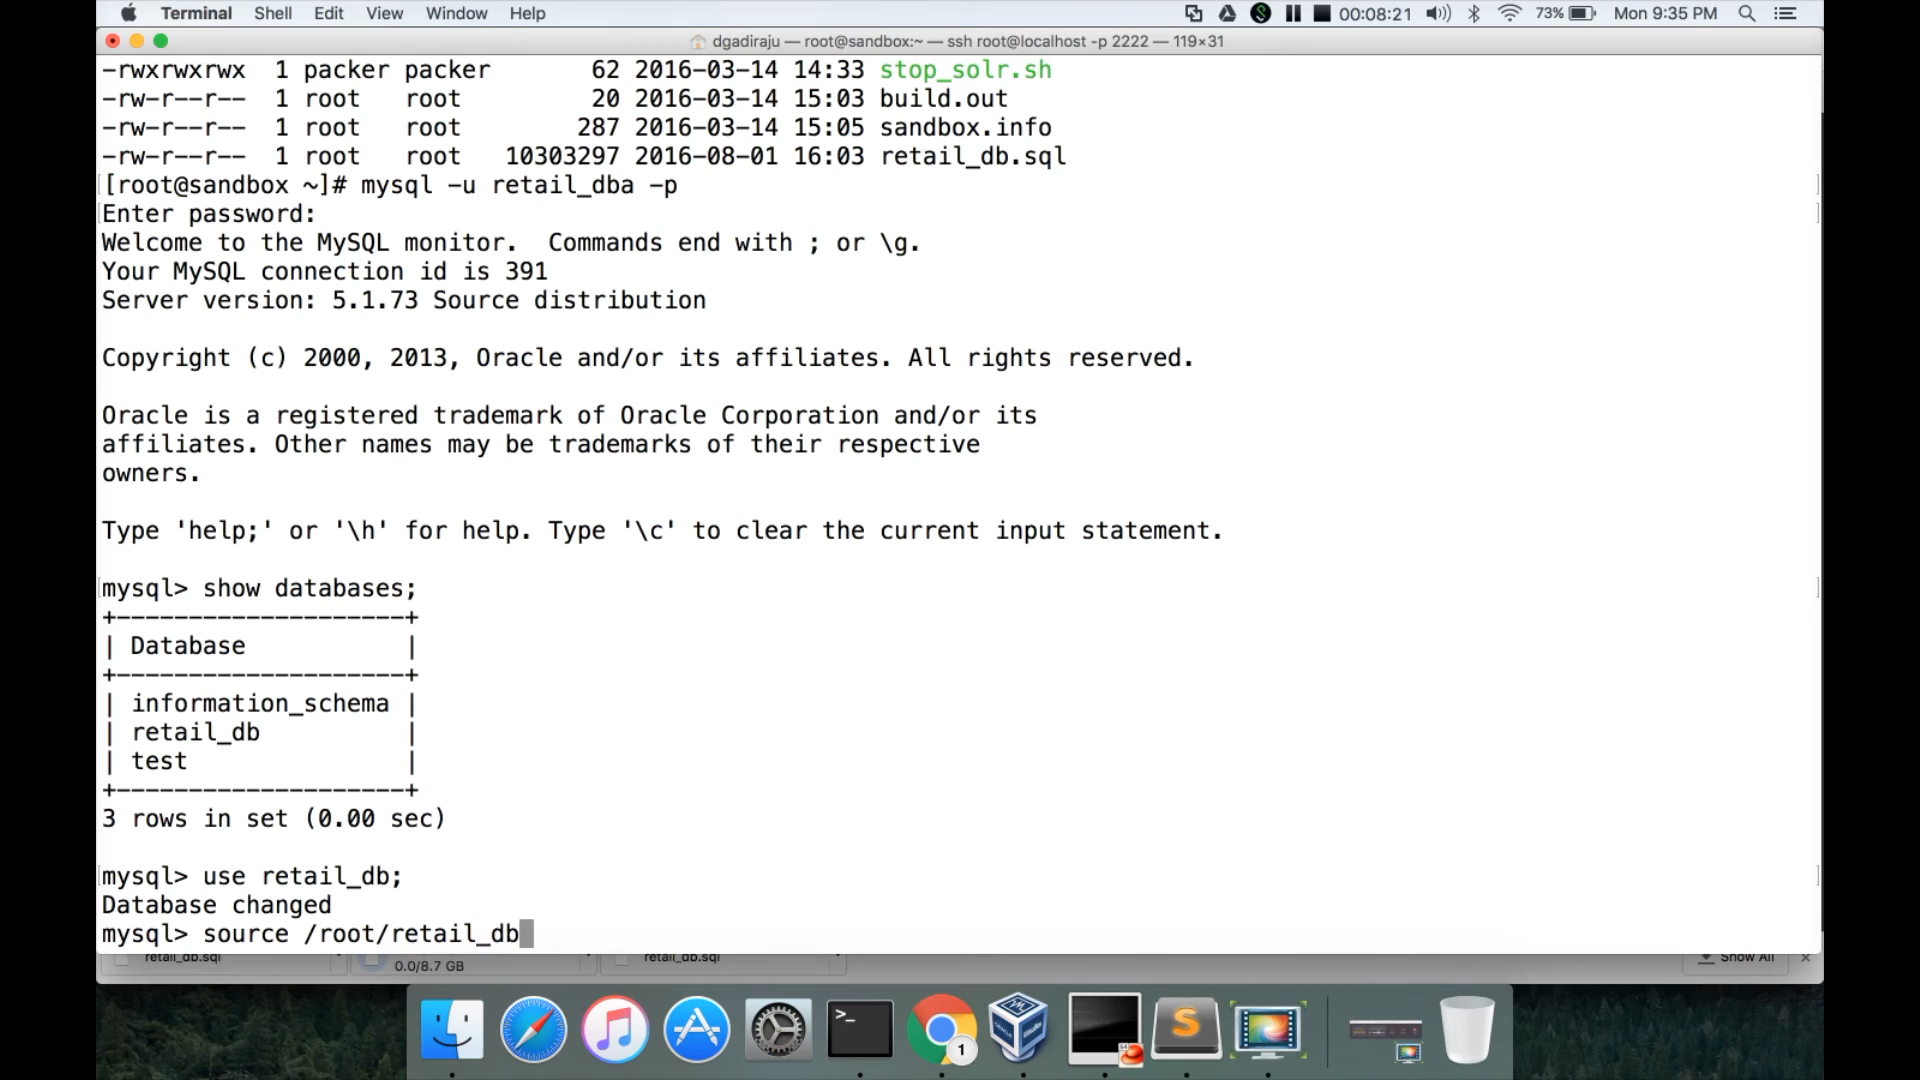 Terminal Shell Edit View Window Help 00:08:21 73% Mon 9:35 PM
dgadiraju — root@sandbox:~ — ssh root@localhost -p 2222 — 119×31
-rwxrwxrwx 1 packer packer 62 2016-03-14 14:33 stop_solr.sh
-rw-r--r-- 1 root root 20 2016-03-14 15:03 build.out
-rw-r--r-- 1 root root 287 2016-03-14 15:05 sandbox.info
-rw-r--r-- 1 root root 10303297 2016-08-01 16:03 retail_db.sql
[root@sandbox ~]# mysql -u retail_dba -p
Enter password:
Welcome to the MySQL monitor. Commands end with ; or \g.
Your MySQL connection id is 391
Server version: 5.1.73 Source distribution
Copyright (c) 2000, 2013, Oracle and/or its affiliates. All rights reserved.
Oracle is a registered trademark of Oracle Corporation and/or its
affiliates. Other names may be trademarks of their respective
owners.
Type 'help;' or '\h' for help. Type '\c' to clear the current input statement.
mysql> show databases;
+--------------------+
| Database           |
+--------------------+
| information_schema |
| retail_db          |
| test               |
+--------------------+
3 rows in set (0.00 sec)
mysql> use retail_db;
Database changed
mysql> source /root/retail_db
retail_db.sql 0.0/8.7 GB retail_db.sql Show All
>_ S 1